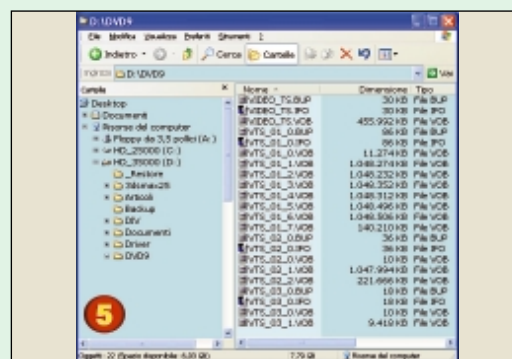 D:\DVD9
File Modifica Visualizza Preferiti Strumenti ?
Indietro Cerca Cartelle
Indirizzo D:\DVD9 Vai
Cartelle
Desktop
Documenti
Risorse del computer
Floppy da 3,5 pollici (A:)
HD_25000 (C:)
HD_35000 (D:)
_Restore
3dsmax25
Articoli
Backup
DIV
Documenti
Driver
DVD9
Nome Dimensione Tipo
VIDEO_TS.BUP 30 KB File BUP
VIDEO_TS.IFO 30 KB File IFO
VIDEO_TS.VOB 455.992 KB File VOB
VTS_01_0.BUP 86 KB File BUP
VTS_01_0.IFO 86 KB File IFO
VTS_01_0.VOB 11.274 KB File VOB
VTS_01_1.VOB 1.048.274 KB File VOB
VTS_01_2.VOB 1.048.232 KB File VOB
VTS_01_3.VOB 1.048.352 KB File VOB
VTS_01_4.VOB 1.048.312 KB File VOB
VTS_01_5.VOB 1.048.496 KB File VOB
VTS_01_6.VOB 1.048.506 KB File VOB
VTS_01_7.VOB 140.210 KB File VOB
VTS_02_0.BUP 36 KB File BUP
VTS_02_0.IFO 36 KB File IFO
VTS_02_0.VOB 10 KB File VOB
VTS_02_1.VOB 1.047.994 KB File VOB
VTS_02_2.VOB 221.666 KB File VOB
VTS_03_0.BUP 18 KB File BUP
VTS_03_0.IFO 18 KB File IFO
VTS_03_0.VOB 10 KB File VOB
VTS_03_1.VOB 9.418 KB File VOB
5
Oggetti: 22 (Spazio disponibile: 6,83 GB) 7,79 GB Risorse del computer